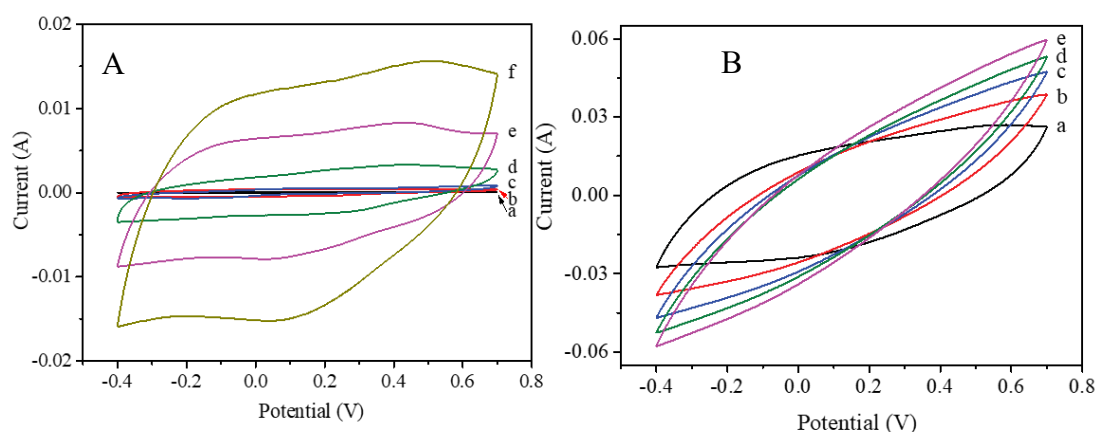 A
Current (A)
0.02
0.01
0.00
-0.01
-0.02
f
e
d
c
b
a
-0.4 -0.2 0.0 0.2 0.4 0.6 0.8
Potential (V)
B
Current (A)
0.06
0.03
0.00
-0.03
-0.06
e
d
c
b
a
-0.4 -0.2 0.0 0.2 0.4 0.6 0.8
Potential (V)